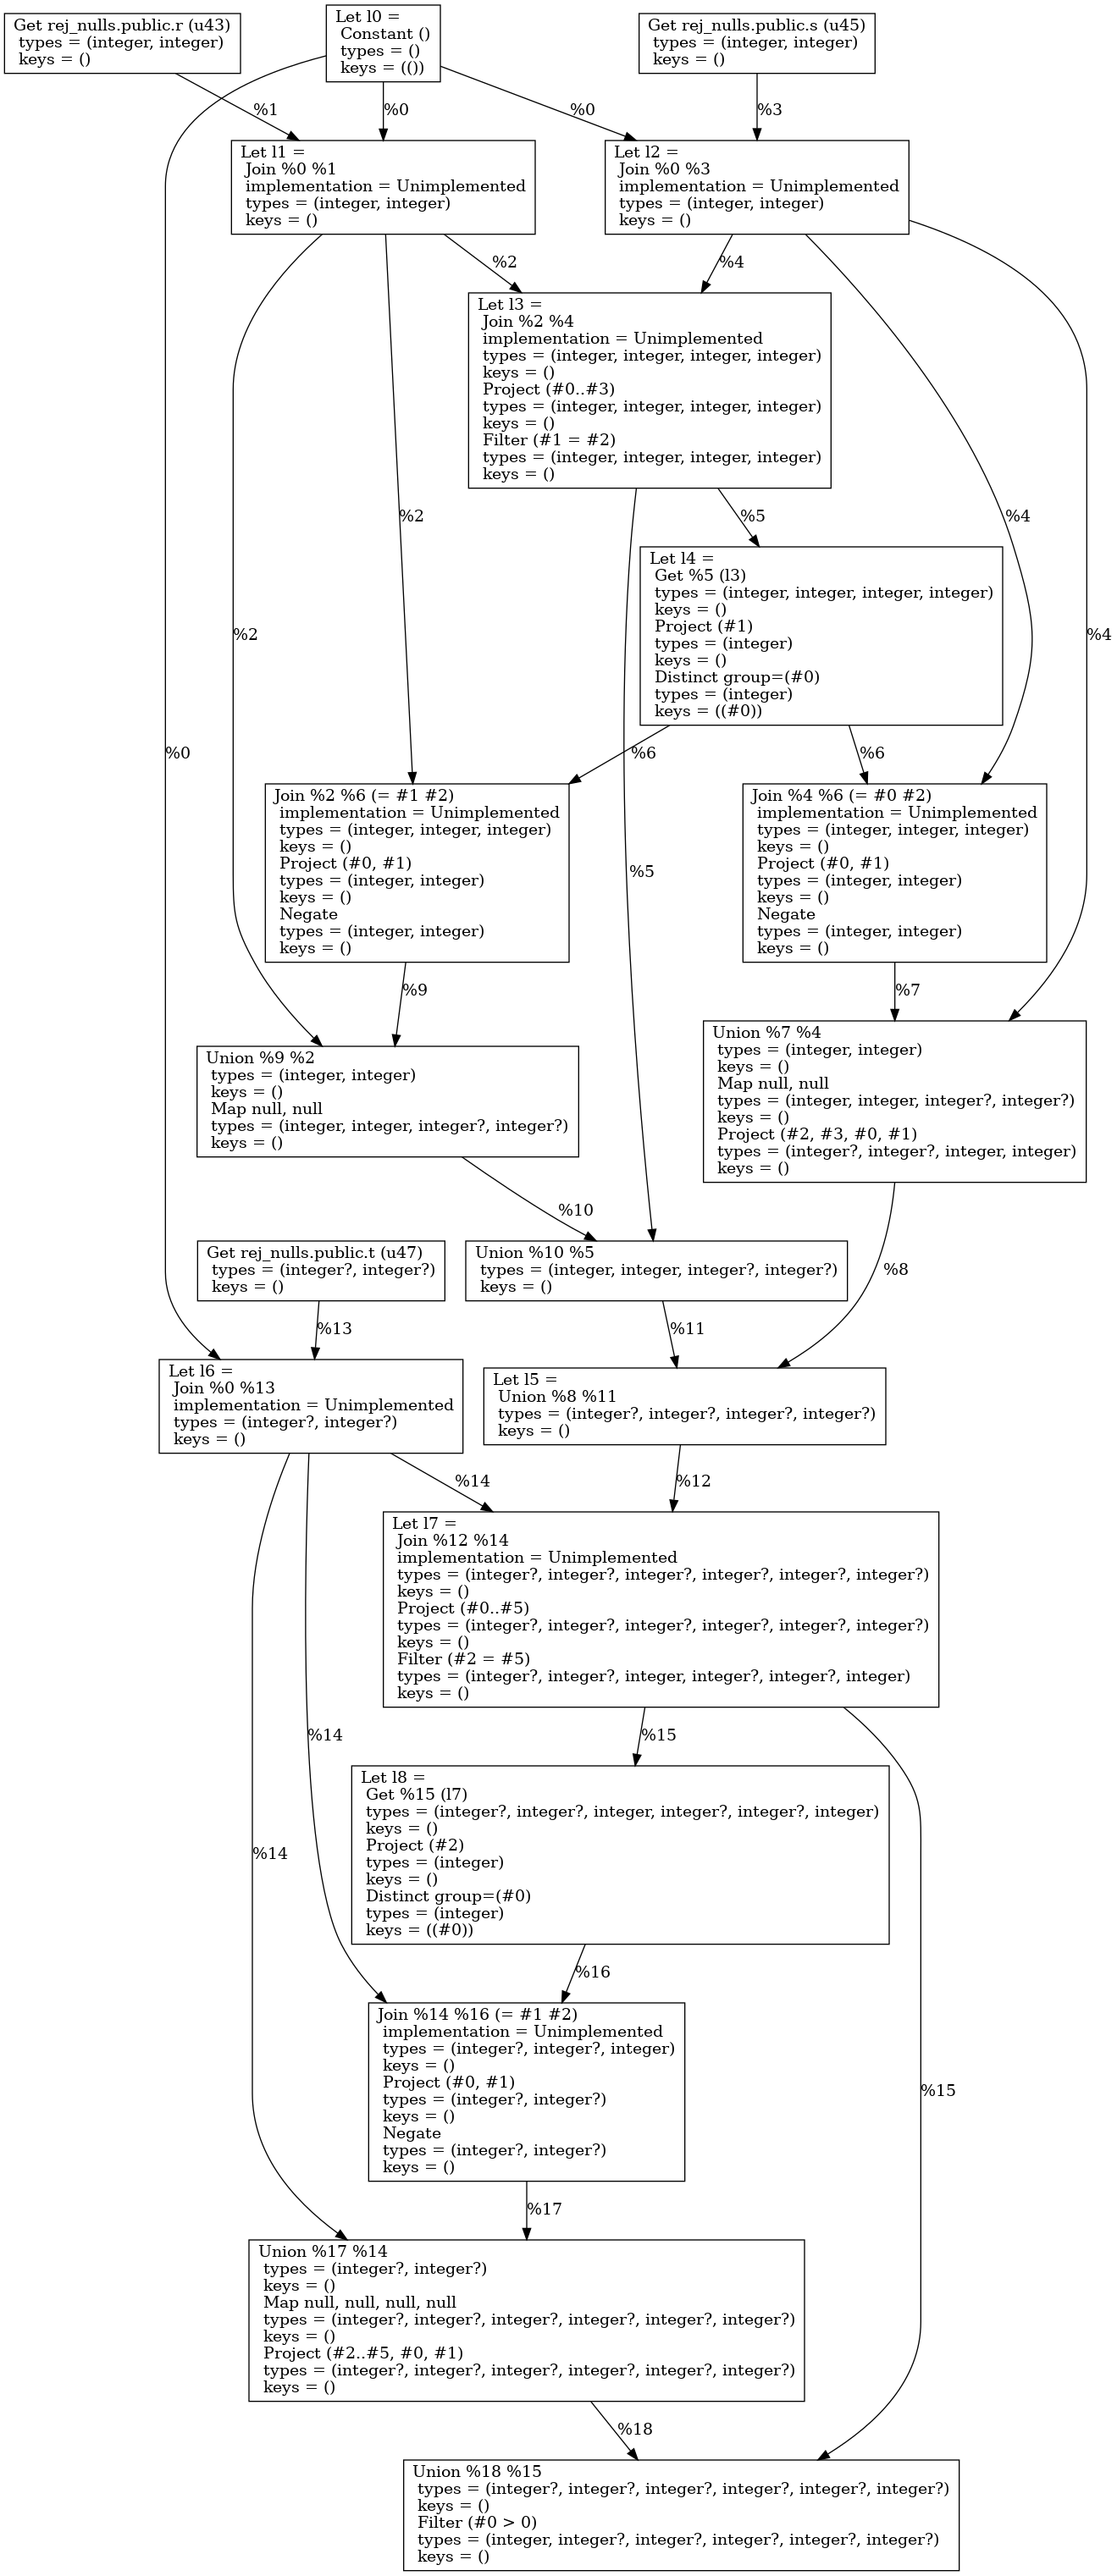 Get rej_nulls.public.r (u43)
types = (integer, integer)
keys = ()
Let l0 =
Constant ()
types = ()
keys = (())
Get rej_nulls.public.s (u45)
types = (integer, integer)
keys = ()
%1
%0
%0
%3
Let l1 =
Join %0 %1
implementation = Unimplemented
types = (integer, integer)
keys = ()
Let l2 =
Join %0 %3
implementation = Unimplemented
types = (integer, integer)
keys = ()
%2
%4
Let l3 =
Join %2 %4
implementation = Unimplemented
types = (integer, integer, integer, integer)
keys = ()
Project (#0..#3)
types = (integer, integer, integer, integer)
keys = ()
Filter (#1 = #2)
types = (integer, integer, integer, integer)
keys = ()
%2
%5
%4
Let l4 =
Get %5 (l3)
types = (integer, integer, integer, integer)
keys = ()
Project (#1)
types = (integer)
keys = ()
Distinct group=(#0)
types = (integer)
keys = ((#0))
%2
%4
%0
%6
%6
Join %2 %6 (= #1 #2)
implementation = Unimplemented
types = (integer, integer, integer)
keys = ()
Project (#0, #1)
types = (integer, integer)
keys = ()
Negate
types = (integer, integer)
keys = ()
%5
Join %4 %6 (= #0 #2)
implementation = Unimplemented
types = (integer, integer, integer)
keys = ()
Project (#0, #1)
types = (integer, integer)
keys = ()
Negate
types = (integer, integer)
keys = ()
%9
%7
Union %9 %2
types = (integer, integer)
keys = ()
Map null, null
types = (integer, integer, integer?, integer?)
keys = ()
Union %7 %4
types = (integer, integer)
keys = ()
Map null, null
types = (integer, integer, integer?, integer?)
keys = ()
Project (#2, #3, #0, #1)
types = (integer?, integer?, integer, integer)
keys = ()
%10
Get rej_nulls.public.t (u47)
types = (integer?, integer?)
keys = ()
Union %10 %5
types = (integer, integer, integer?, integer?)
keys = ()
%8
%13
%11
Let l6 =
Join %0 %13
implementation = Unimplemented
types = (integer?, integer?)
keys = ()
Let l5 =
Union %8 %11
types = (integer?, integer?, integer?, integer?)
keys = ()
%14
%12
Let l7 =
Join %12 %14
implementation = Unimplemented
types = (integer?, integer?, integer?, integer?, integer?, integer?)
keys = ()
Project (#0..#5)
types = (integer?, integer?, integer?, integer?, integer?, integer?)
keys = ()
Filter (#2 = #5)
types = (integer?, integer?, integer, integer?, integer?, integer)
keys = ()
%14
%15
Let l8 =
Get %15 (l7)
types = (integer?, integer?, integer, integer?, integer?, integer)
keys = ()
Project (#2)
types = (integer)
keys = ()
Distinct group=(#0)
types = (integer)
keys = ((#0))
%14
%16
Join %14 %16 (= #1 #2)
implementation = Unimplemented
types = (integer?, integer?, integer)
keys = ()
Project (#0, #1)
types = (integer?, integer?)
keys = ()
Negate
types = (integer?, integer?)
keys = ()
%15
%17
Union %17 %14
types = (integer?, integer?)
keys = ()
Map null, null, null, null
types = (integer?, integer?, integer?, integer?, integer?, integer?)
keys = ()
Project (#2..#5, #0, #1)
types = (integer?, integer?, integer?, integer?, integer?, integer?)
keys = ()
%18
Union %18 %15
types = (integer?, integer?, integer?, integer?, integer?, integer?)
keys = ()
Filter (#0 > 0)
types = (integer, integer?, integer?, integer?, integer?, integer?)
keys = ()